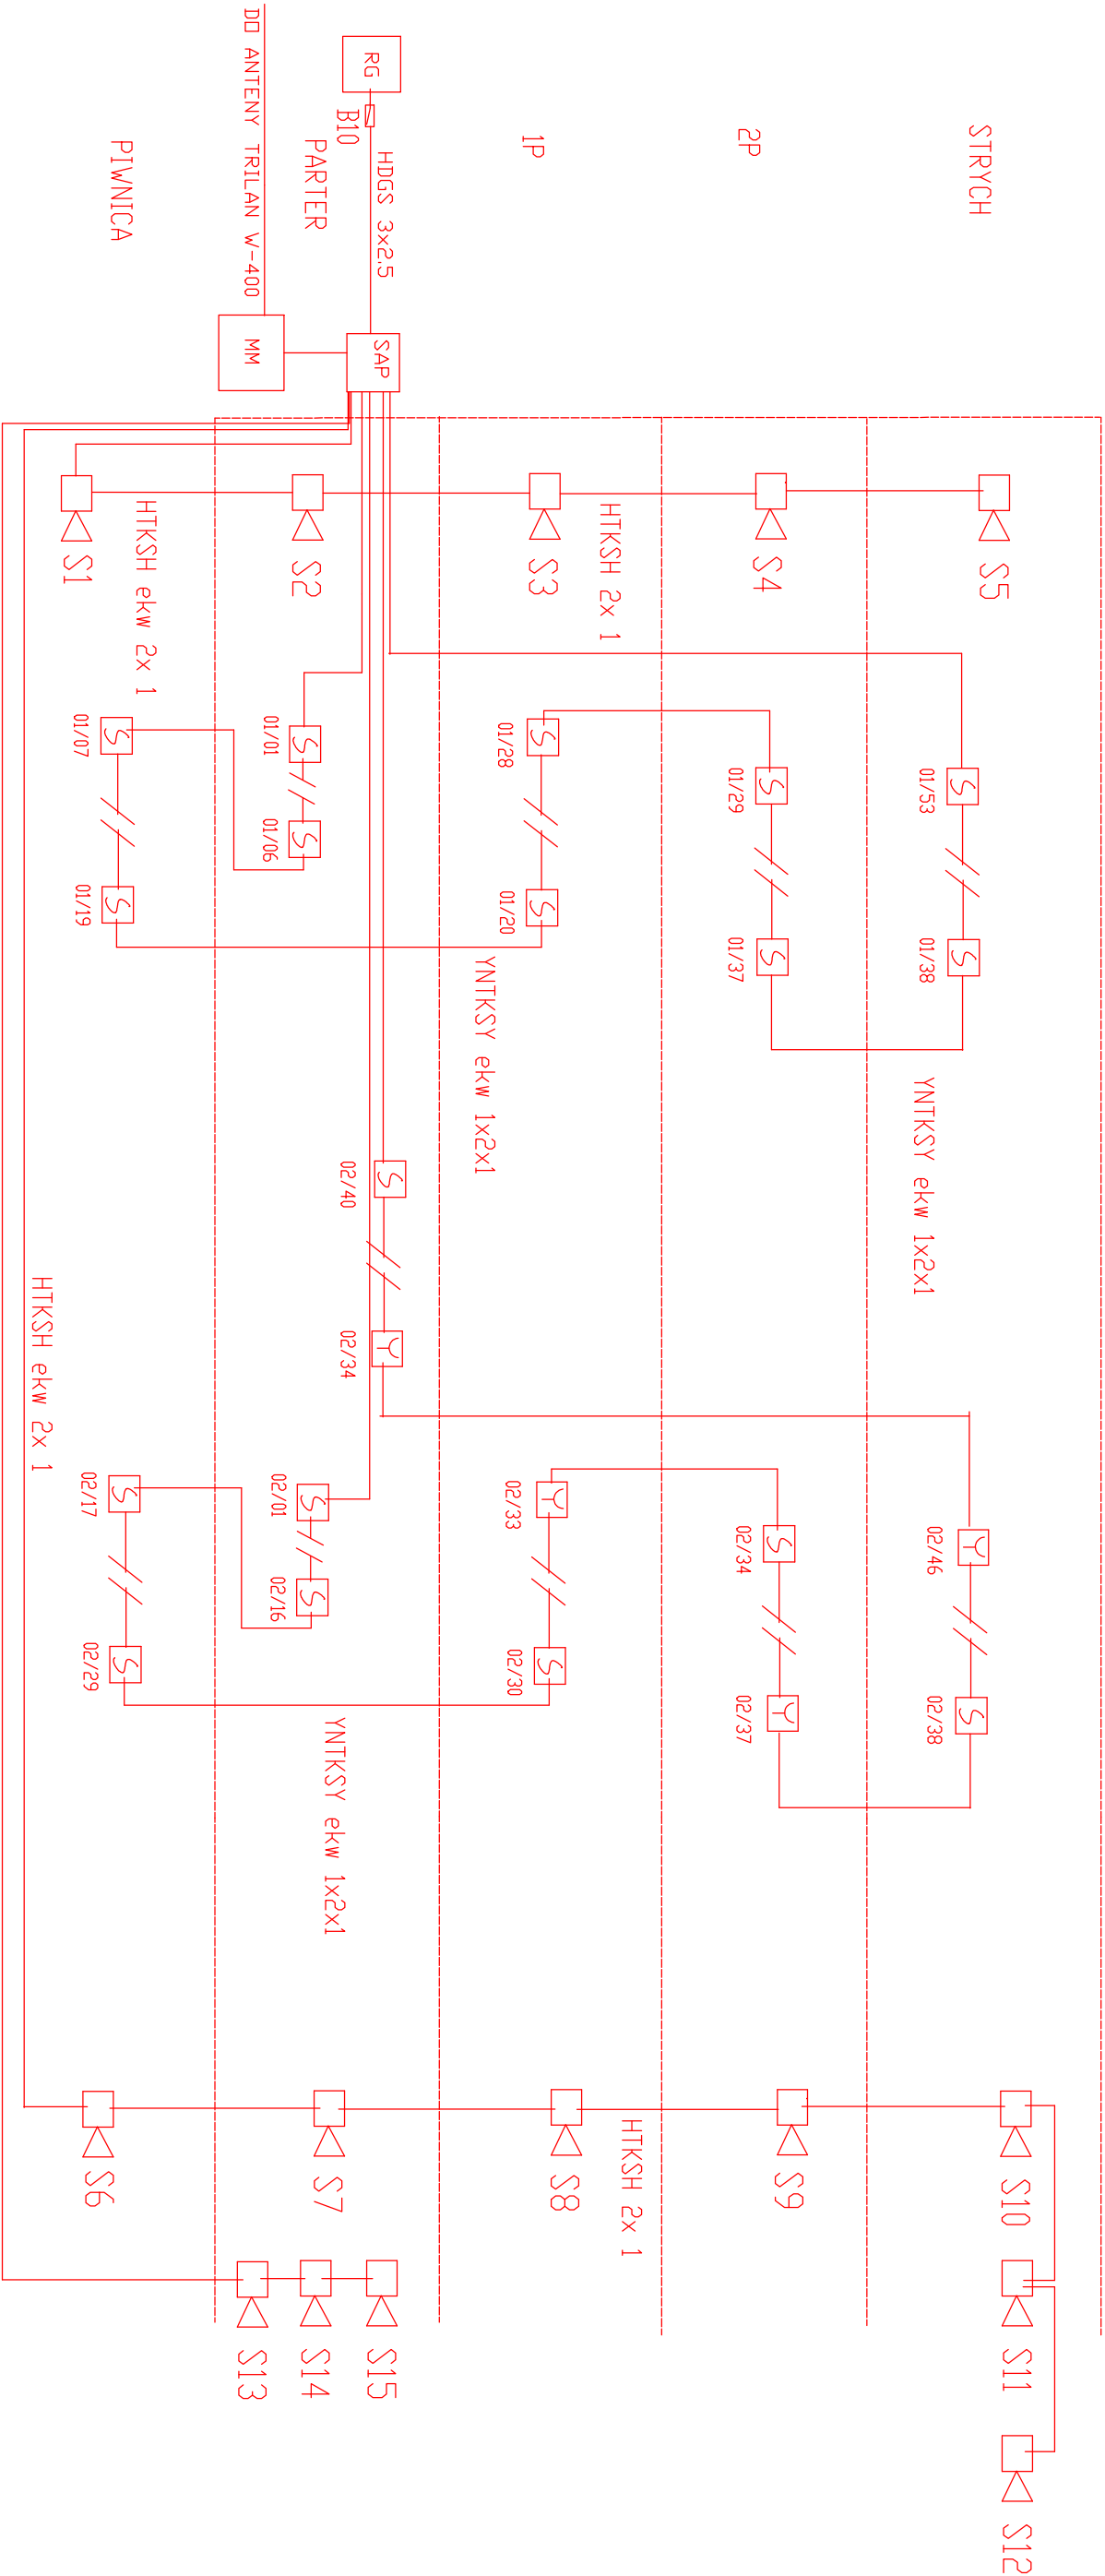 STRYCH
S5
S10
S11
S12
01/53
01/38
02/46
02/38
YNTKSY ekw 1x2x1
2P
S4
S9
01/29
01/37
02/34
02/37
HTKSH 2x 1
HTKSH 2x 1
1P
S3
S8
01/28
01/20
02/33
02/30
YNTKSY ekw 1x2x1
RG
B10
HDGS 3x2,5
SAP
PARTER
S2
S7
S15
S14
S13
02/40
02/34
01/01
01/06
02/01
02/16
YNTKSY ekw 1x2x1
DO ANTENY TRILAN W-400
MM
PIWNICA
HTKSH ekw 2x 1
S1
S6
01/07
01/19
02/17
02/29
HTKSH ekw 2x 1